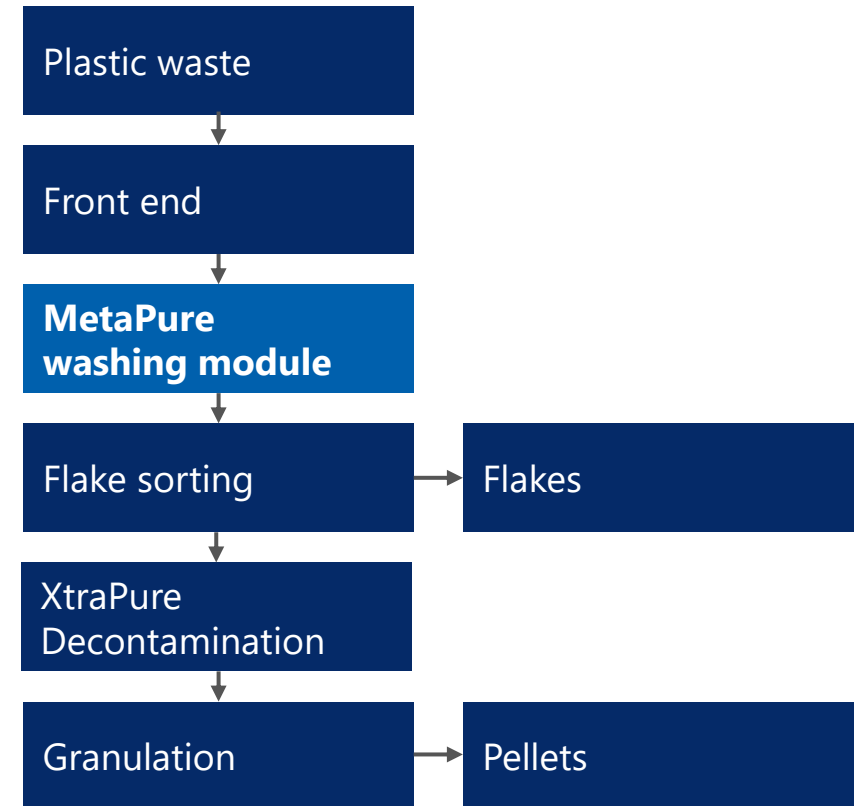 Plastic waste
Front end
MetaPure
washing module
Flake sorting
Flakes
XtraPure
Decontamination
Granulation
Pellets